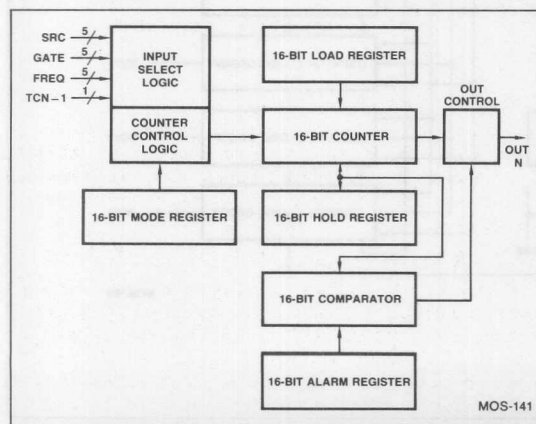 SRC 5
GATE 5
FREQ 5
TCN–1 1
INPUT
SELECT
LOGIC
COUNTER
CONTROL
LOGIC
16-BIT LOAD REGISTER
OUT
CONTROL
16-BIT COUNTER
OUT
N
16-BIT MODE REGISTER
16-BIT HOLD REGISTER
16-BIT COMPARATOR
16-BIT ALARM REGISTER
MOS-141